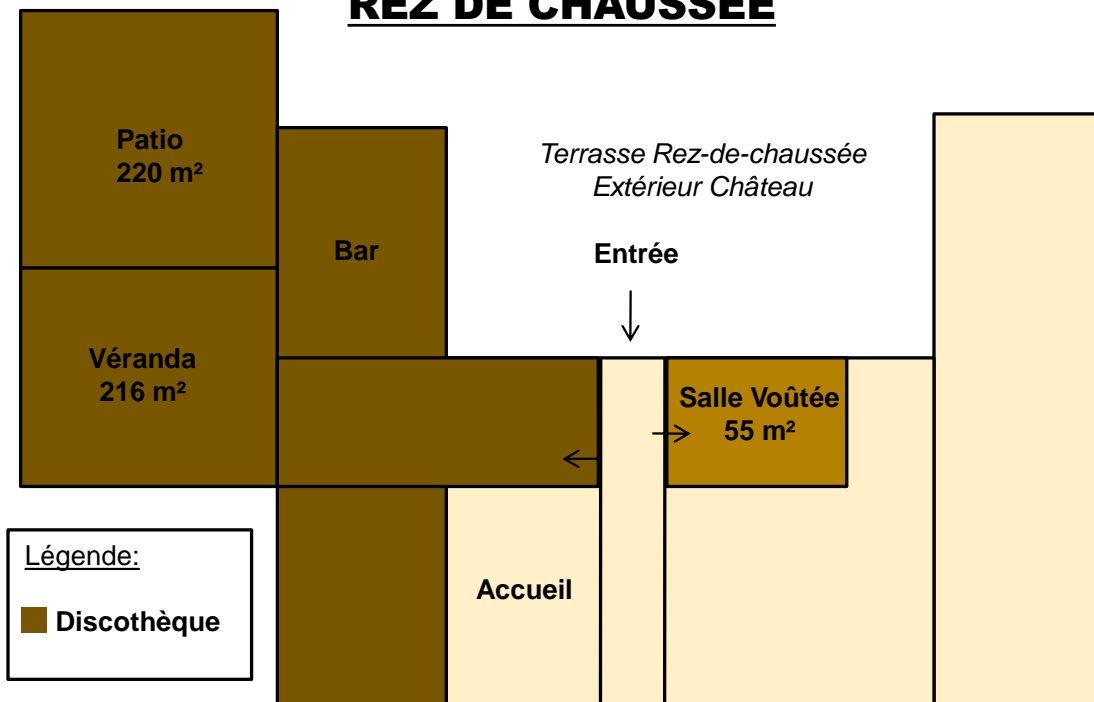 REZ DE CHAUSSÉE
Patio
220 m²
Terrasse Rez-de-chaussée
Extérieur Château
Bar
Entrée
Véranda
216 m²
Salle Voûtée
55 m²
Légende:
Discothèque
Accueil